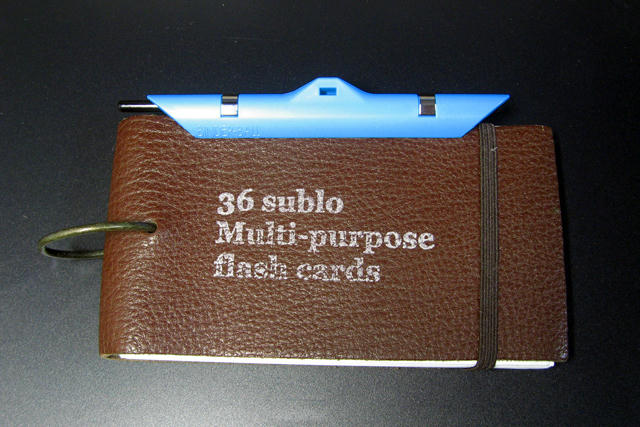 36 sublo
Multi-purpose
flash cards